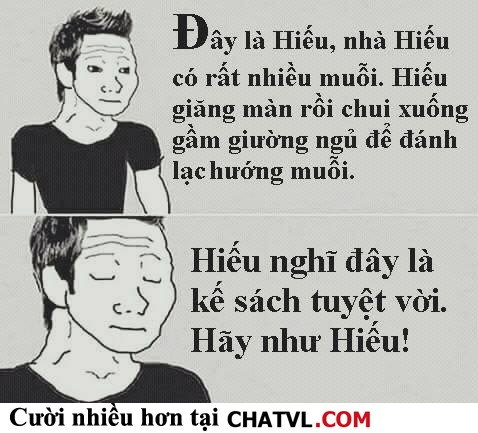 Đây là Hiếu, nhà Hiếu
có rất nhiều muỗi. Hiếu
giăng màn rồi chui xuống
gầm giường ngủ để đánh
lạc hướng muỗi.
Hiếu nghĩ đây là
kế sách tuyệt vời.
Hãy như Hiếu!
Cười nhiều hơn tại CHATVL.COM